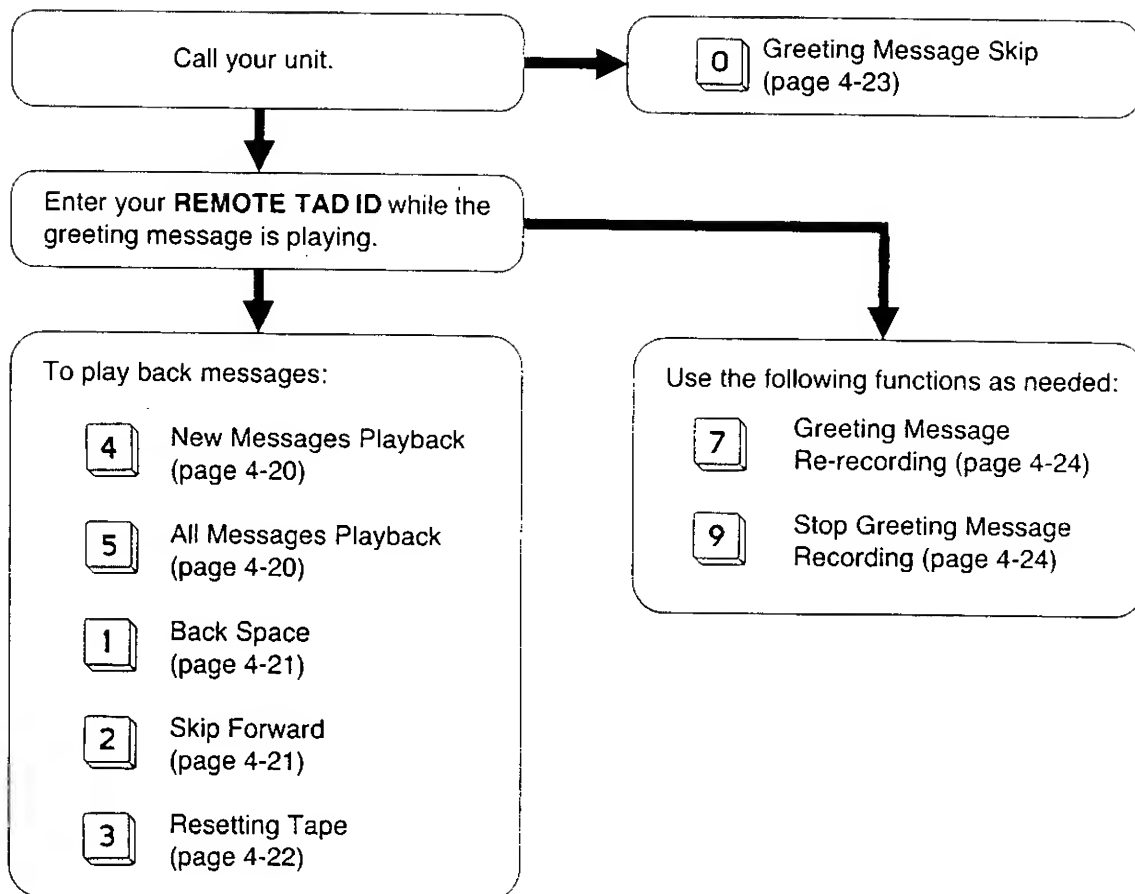 Call your unit.
0 Greeting Message Skip
(page 4-23)
Enter your REMOTE TAD ID while the
greeting message is playing.
To play back messages:
4 New Messages Playback
(page 4-20)
5 All Messages Playback
(page 4-20)
1 Back Space
(page 4-21)
2 Skip Forward
(page 4-21)
3 Resetting Tape
(page 4-22)
Use the following functions as needed:
7 Greeting Message
Re-recording (page 4-24)
9 Stop Greeting Message
Recording (page 4-24)